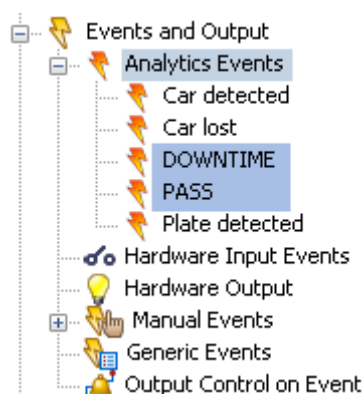 Events and Output
Analytics Events
Car detected
Car lost
DOWNTIME
PASS
Plate detected
Hardware Input Events
Hardware Output
Manual Events
Generic Events
Output Control on Event